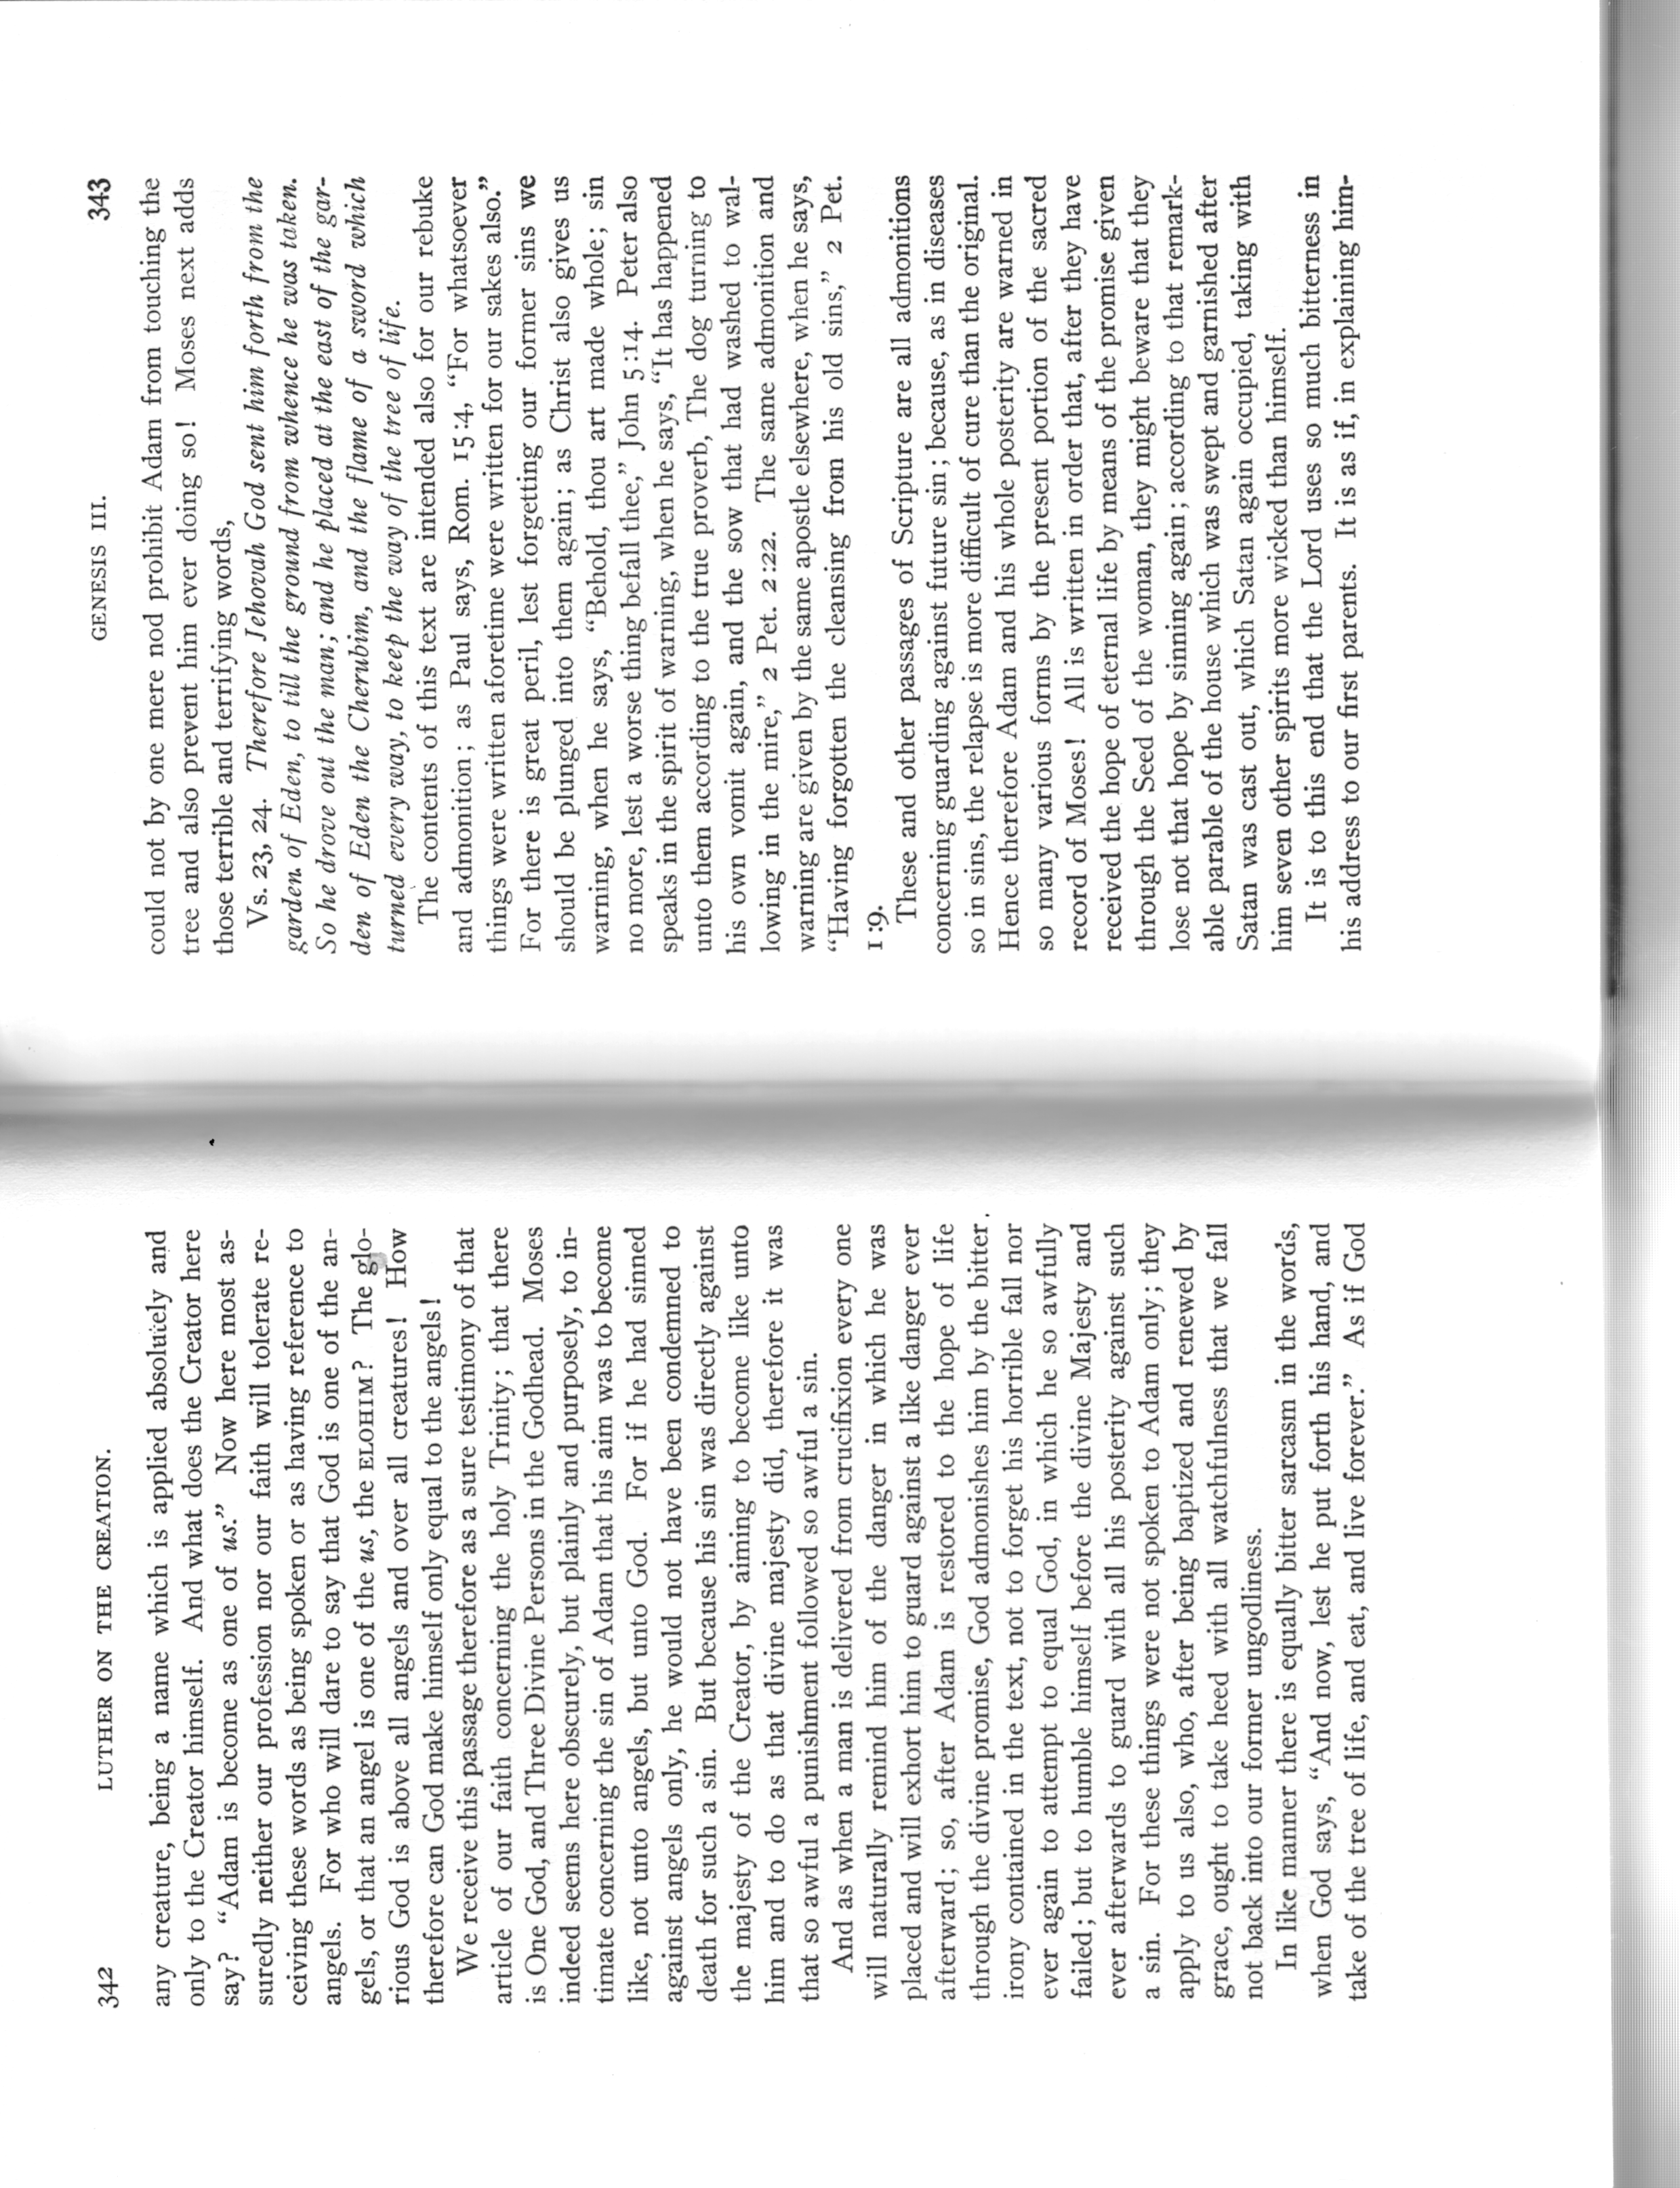 342 LUTHER ON THE CREATION.
any creature, being a name which is applied absolutely and
only to the Creator himself. And what does the Creator here
say? “Adam is become as one of us.” Now here most as-
suredly neither our profession nor our faith will tolerate re-
ceiving these words as being spoken or as having reference to
angels. For who will dare to say that God is one of the an-
gels, or that an angel is one of the us, the ELOHIM? The glo-
rious God is above all angels and over all creatures! How
therefore can God make himself only equal to the angels!
We receive this passage therefore as a sure testimony of that
article of our faith concerning the holy Trinity; that there
is One God, and Three Divine Persons in the Godhead. Moses
indeed seems here obscurely, but plainly and purposely, to in-
timate concerning the sin of Adam that his aim was to become
like, not unto angels, but unto God. For if he had sinned
against angels only, he would not have been condemned to
death for such a sin. But because his sin was directly against
the majesty of the Creator, by aiming to become like unto
him and to do as that divine majesty did, therefore it was
that so awful a punishment followed so awful a sin.
And as when a man is delivered from crucifixion every one
will naturally remind him of the danger in which he was
placed and will exhort him to guard against a like danger ever
afterward; so, after Adam is restored to the hope of life
through the divine promise, God admonishes him by the bitter.
irony contained in the text, not to forget his horrible fall nor
ever again to attempt to equal God, in which he so awfully
failed; but to humble himself before the divine Majesty and
ever afterwards to guard with all his posterity against such
a sin. For these things were not spoken to Adam only; they
apply to us also, who, after being baptized and renewed by
grace, ought to take heed with all watchfulness that we fall
not back into our former ungodliness.
In like manner there is equally bitter sarcasm in the words,
when God says, “And now, lest he put forth his hand, and
take of the tree of life, and eat, and live forever.” As if God
GENESIS III. 343
could not by one mere nod prohibit Adam from touching the
tree and also prevent him ever doing so! Moses next adds
those terrible and terrifying words,
Vs. 23, 24. Therefore Jehovah God sent him forth from the
garden of Eden, to till the ground from whence he was taken.
So he drove out the man; and he placed at the east of the gar-
den of Eden the Cherubim, and the flame of a sword which
turned every way, to keep the way of the tree of life.
The contents of this text are intended also for our rebuke
and admonition; as Paul says, Rom. 15:4, “For whatsoever
things were written aforetime were written for our sakes also.”
For there is great peril, lest forgetting our former sins we
should be plunged into them again; as Christ also gives us
warning, when he says, “Behold, thou art made whole; sin
no more, lest a worse thing befall thee,” John 5:14. Peter also
speaks in the spirit of warning, when he says, “It has happened
unto them according to the true proverb, The dog turning to
his own vomit again, and the sow that had washed to wal-
lowing in the mire,” 2 Pet. 2:22. The same admonition and
warning are given by the same apostle elsewhere, when he says,
“Having forgotten the cleansing from his old sins,” 2 Pet.
1:9.
These and other passages of Scripture are all admonitions
concerning guarding against future sin; because, as in diseases
so in sins, the relapse is more difficult of cure than the original.
Hence therefore Adam and his whole posterity are warned in
so many various forms by the present portion of the sacred
record of Moses! All is written in order that, after they have
received the hope of eternal life by means of the promise given
through the Seed of the woman, they might beware that they
lose not that hope by sinning again; according to that remark-
able parable of the house which was swept and garnished after
Satan was cast out, which Satan again occupied, taking with
him seven other spirits more wicked than himself.
It is to this end that the Lord uses so much bitterness in
his address to our first parents. It is as if, in explaining him-